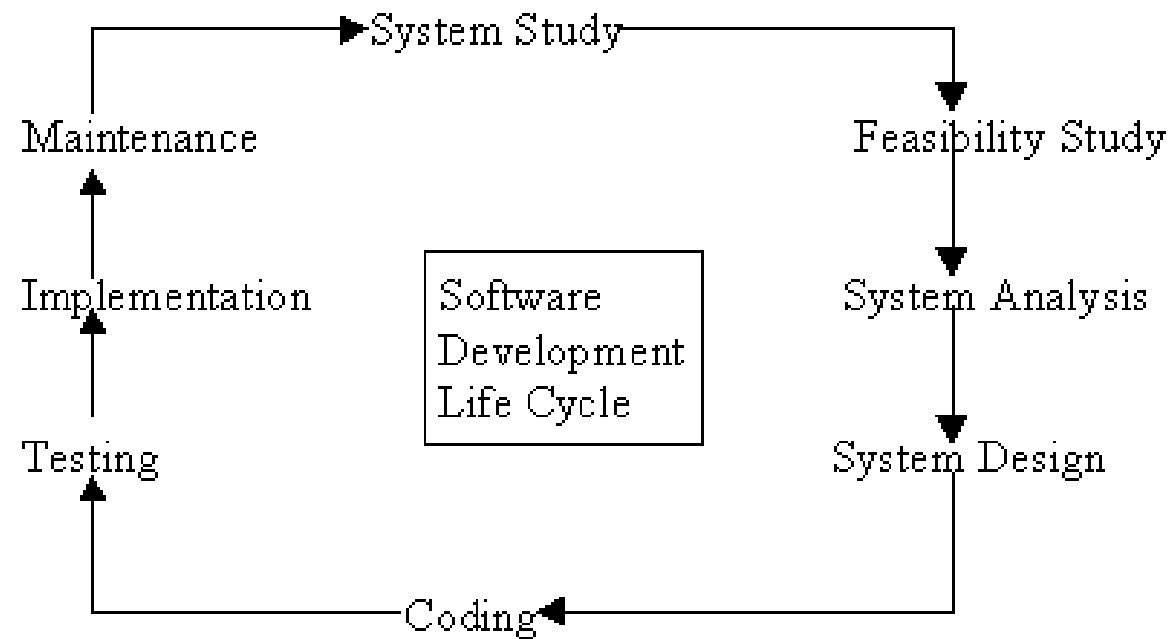 System Study
Maintenance
Feasibility Study
Implementation
Software
Development
Life Cycle
System Analysis
Testing
System Design
Coding